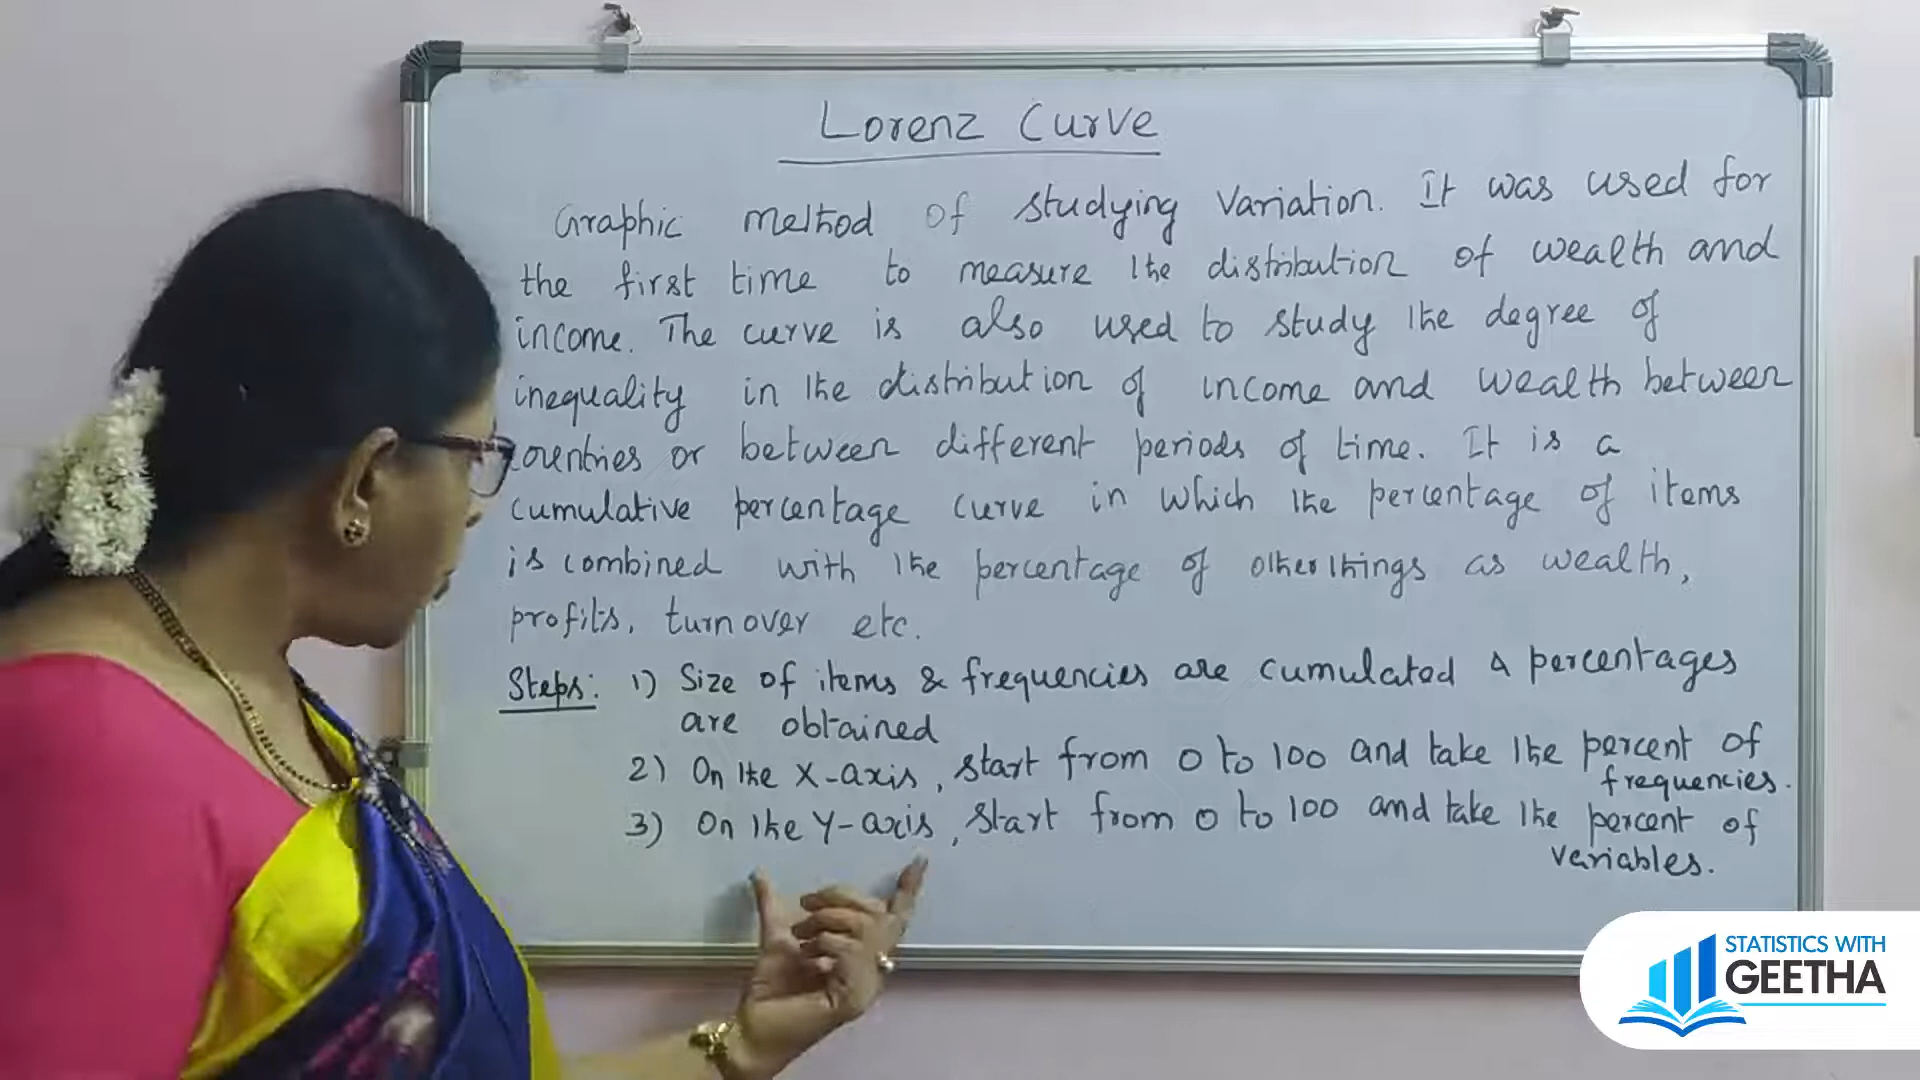 Lorenz Curve
Graphic method of studying Variation. It was used for
the first time to measure the distribution of wealth and
income. The curve is also used to study the degree of
inequality in the distribution of income and wealth between
countries or between different periods of time. It is a
cumulative percentage curve in which the percentage of items
is combined with the percentage of other things as wealth,
profits, turnover etc.
Steps: 1) Size of items & frequencies are cumulated & percentages
are obtained
2) On the X-axis, start from 0 to 100 and take the percent of
frequencies.
3) On the Y-axis, start from 0 to 100 and take the percent of
variables.
STATISTICS WITH
GEETHA